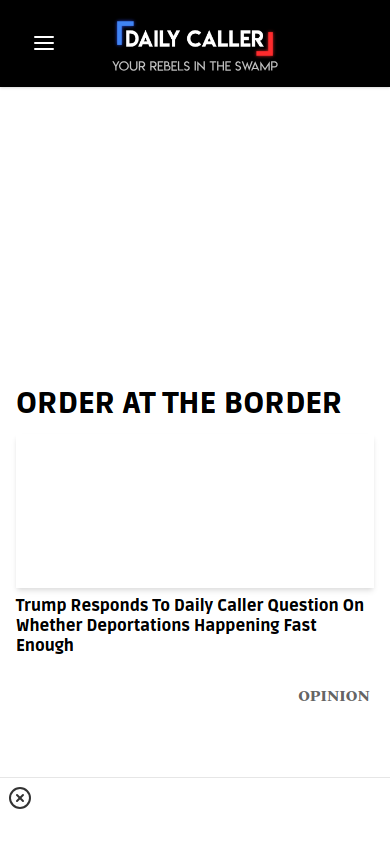 DAILY CALLER
YOUR REBELS IN THE SWAMP
ORDER AT THE BORDER
Trump Responds To Daily Caller Question On
Whether Deportations Happening Fast
Enough
OPINION